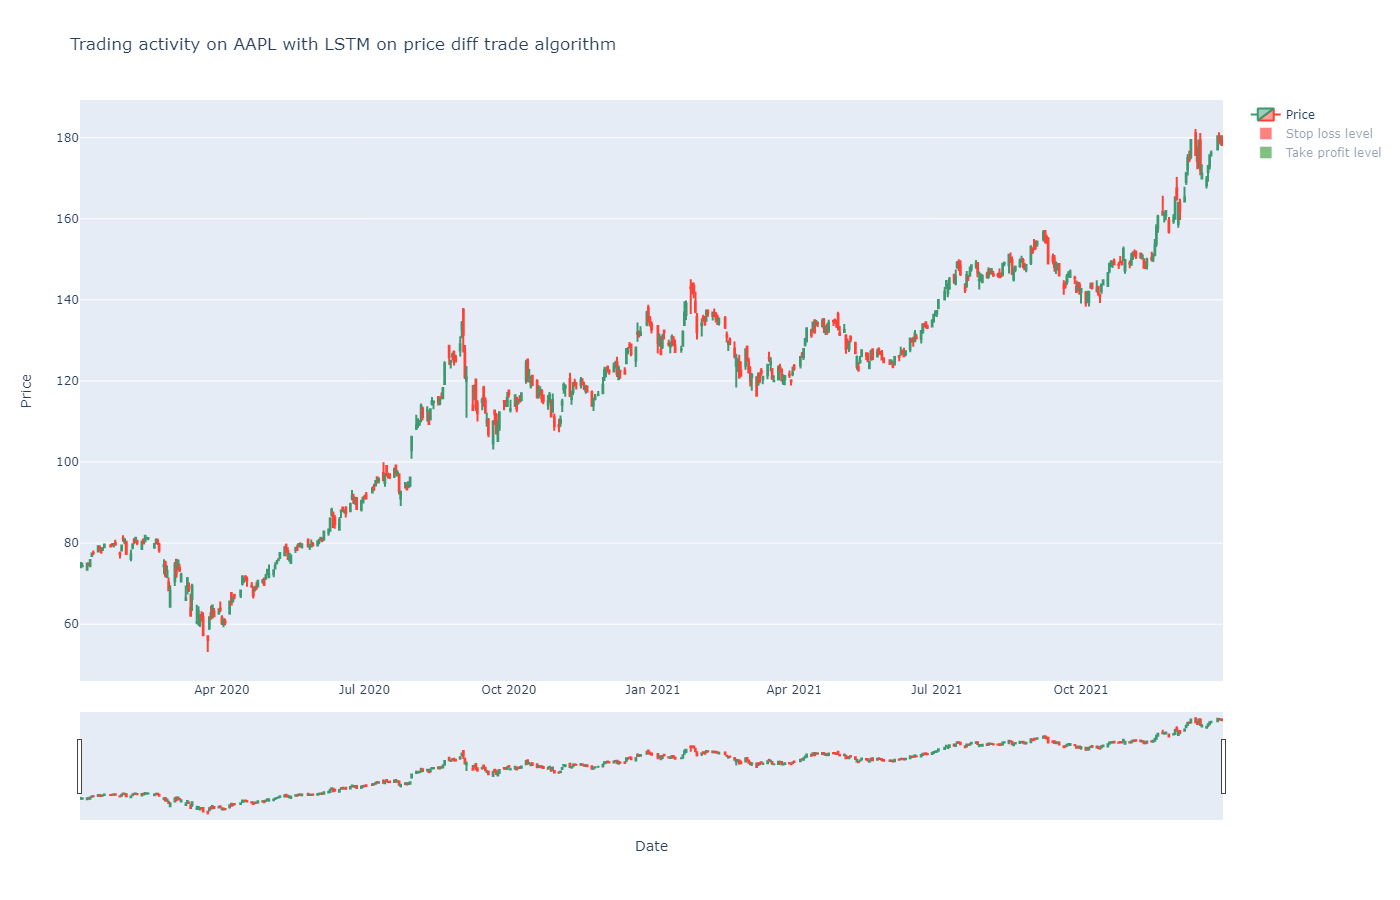 Trading activity on AAPL with LSTM on price diff trade algorithm
Price
Stop loss level
Take profit level
180
160
140
120
100
80
60
Price
Apr 2020
Jul 2020
Oct 2020
Jan 2021
Apr 2021
Jul 2021
Oct 2021
Date